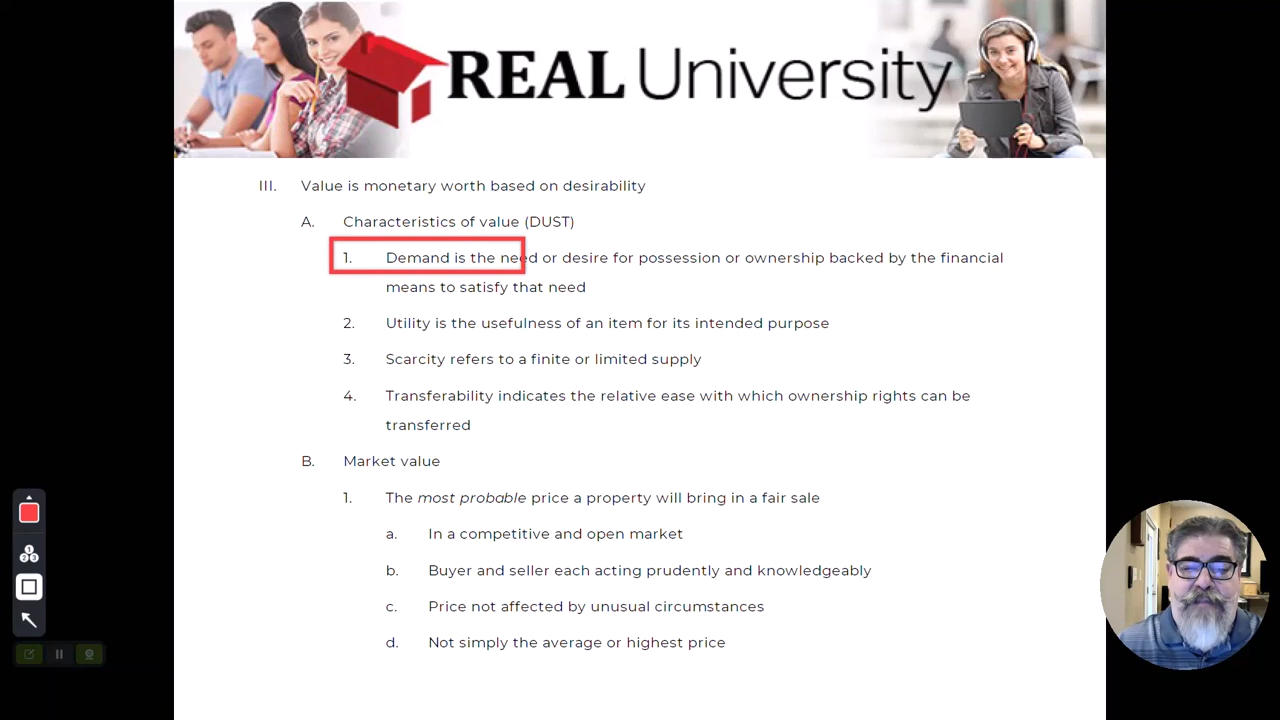 REAL University
III. Value is monetary worth based on desirability
A. Characteristics of value (DUST)
1. Demand is the need or desire for possession or ownership backed by the financial
means to satisfy that need
2. Utility is the usefulness of an item for its intended purpose
3. Scarcity refers to a finite or limited supply
4. Transferability indicates the relative ease with which ownership rights can be
transferred
B. Market value
1. The most probable price a property will bring in a fair sale
a. In a competitive and open market
b. Buyer and seller each acting prudently and knowledgeably
c. Price not affected by unusual circumstances
d. Not simply the average or highest price